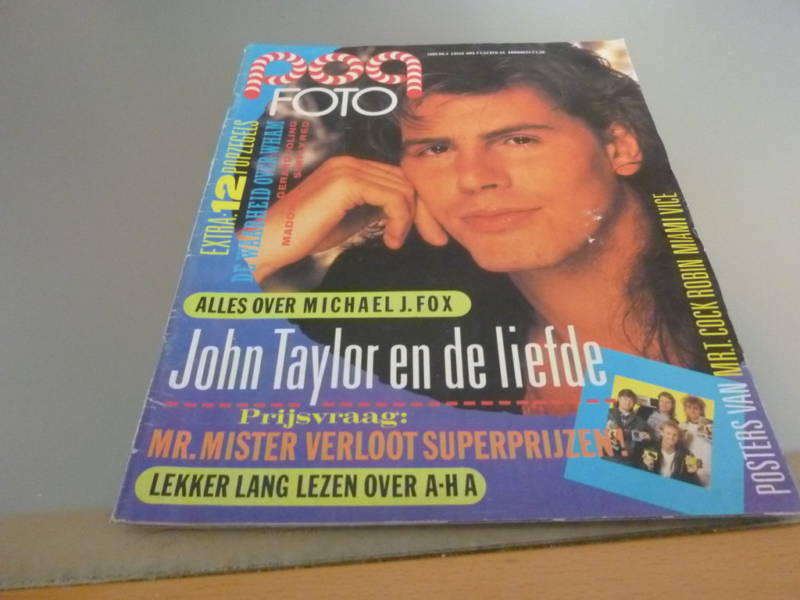 pop
FOTO
EXTRA: 12 POPZEGELS
DE WAARHEID OVER WHAM
ALLES OVER MICHAEL J. FOX
John Taylor en de liefde
Prijsvraag:
MR. MISTER VERLOOT SUPERPRIJZEN!
LEKKER LANG LEZEN OVER A-HA
POSTERS VAN MR.T. COCK ROBIN MIAMI VICE